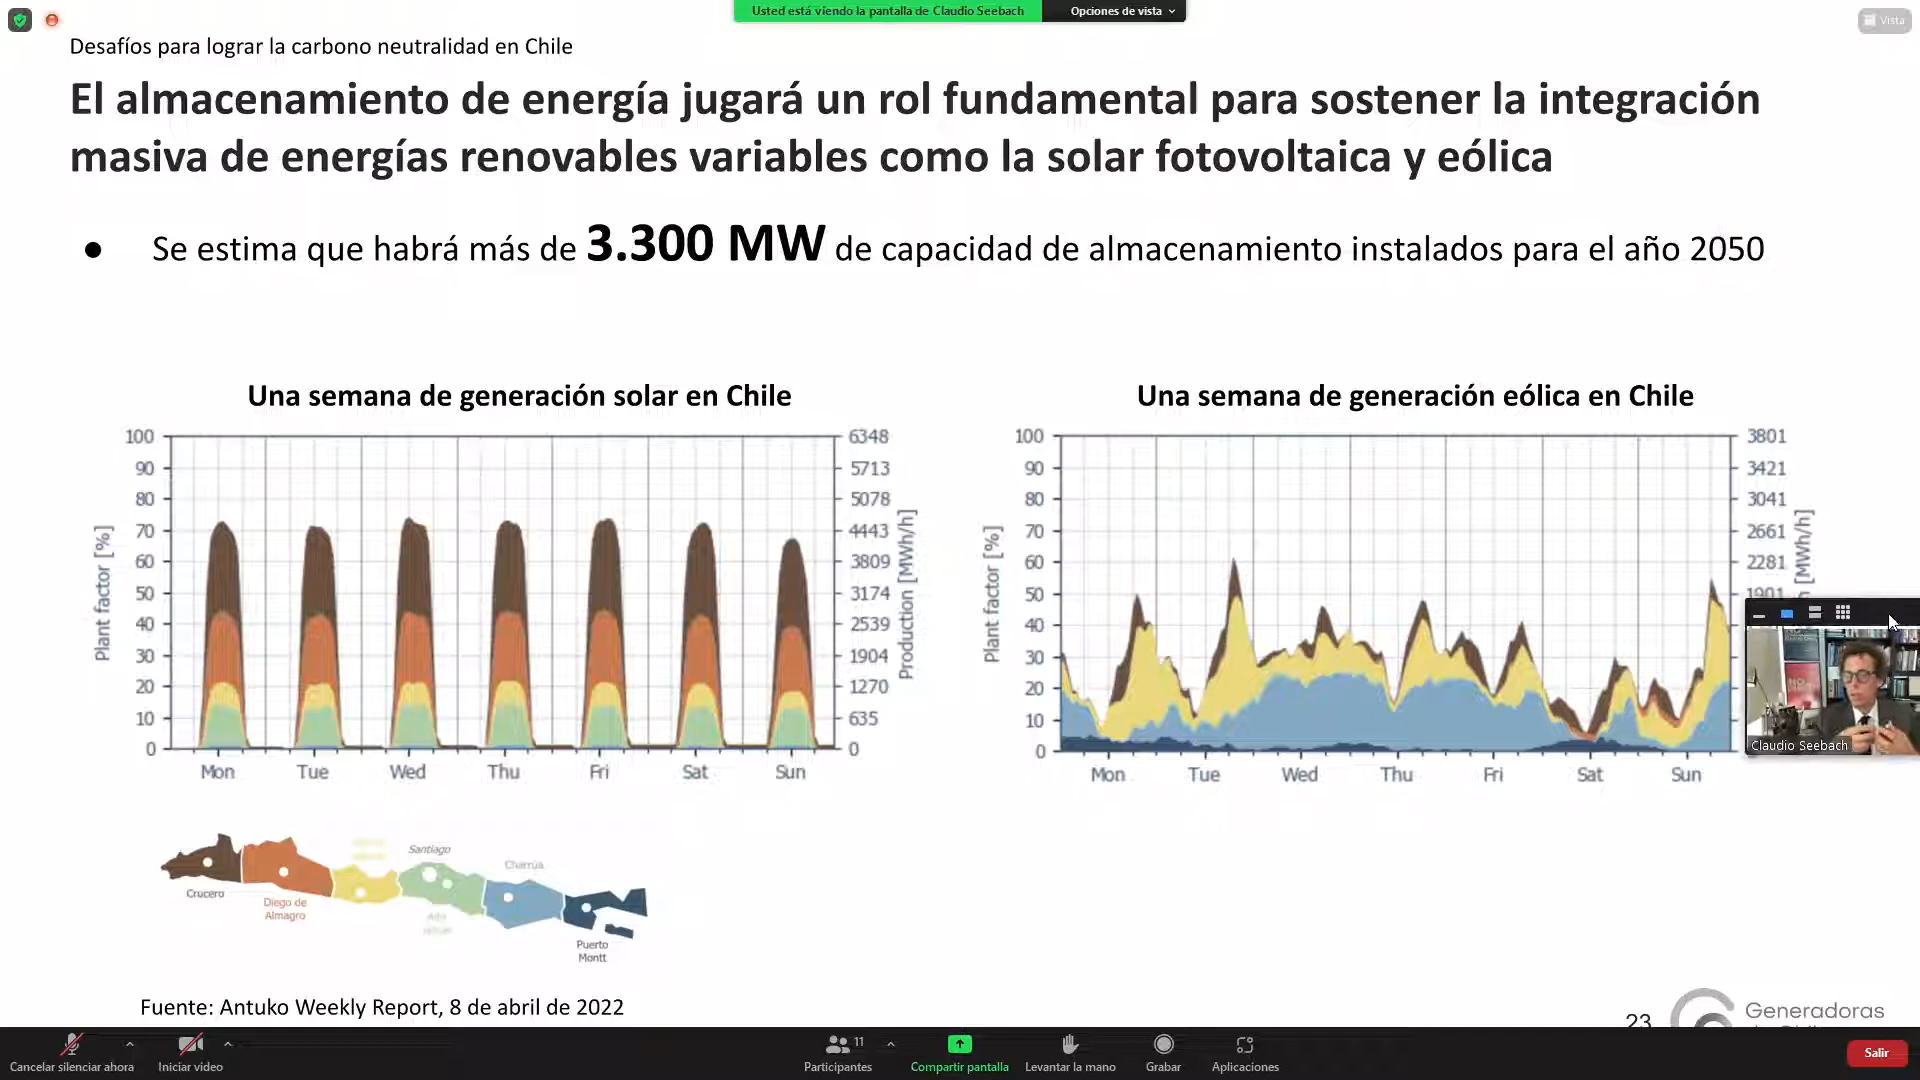 Usted está viendo la pantalla de Claudio Seebach
Opciones de vista
Vista
Desafíos para lograr la carbono neutralidad en Chile
El almacenamiento de energía jugará un rol fundamental para sostener la integración
masiva de energías renovables variables como la solar fotovoltaica y eólica
● Se estima que habrá más de 3.300 MW de capacidad de almacenamiento instalados para el año 2050
Una semana de generación solar en Chile
100 6348
90 5713
80 5078
70 4443
60 3809
50 3174
40 2539
30 1904
20 1270
10 635
0 0
Plant factor [%]
Production [MWh/h]
Mon Tue Wed Thu Fri Sat Sun
Una semana de generación eólica en Chile
100 3801
90 3421
80 3041
70 2661
60 2281
50 1901
40
30
20
10
0
Plant factor [%]
[MWh/h]
Mon Tue Wed Thu Fri Sat Sun
Claudio Seebach
Crucero
Diego de
Almagro
Santiago
Charrúa
Puerto
Montt
Fuente: Antuko Weekly Report, 8 de abril de 2022
23
Generadoras
Cancelar silenciar ahora
Iniciar video
11
Participantes
Compartir pantalla
Levantar la mano
Grabar
Aplicaciones
Salir